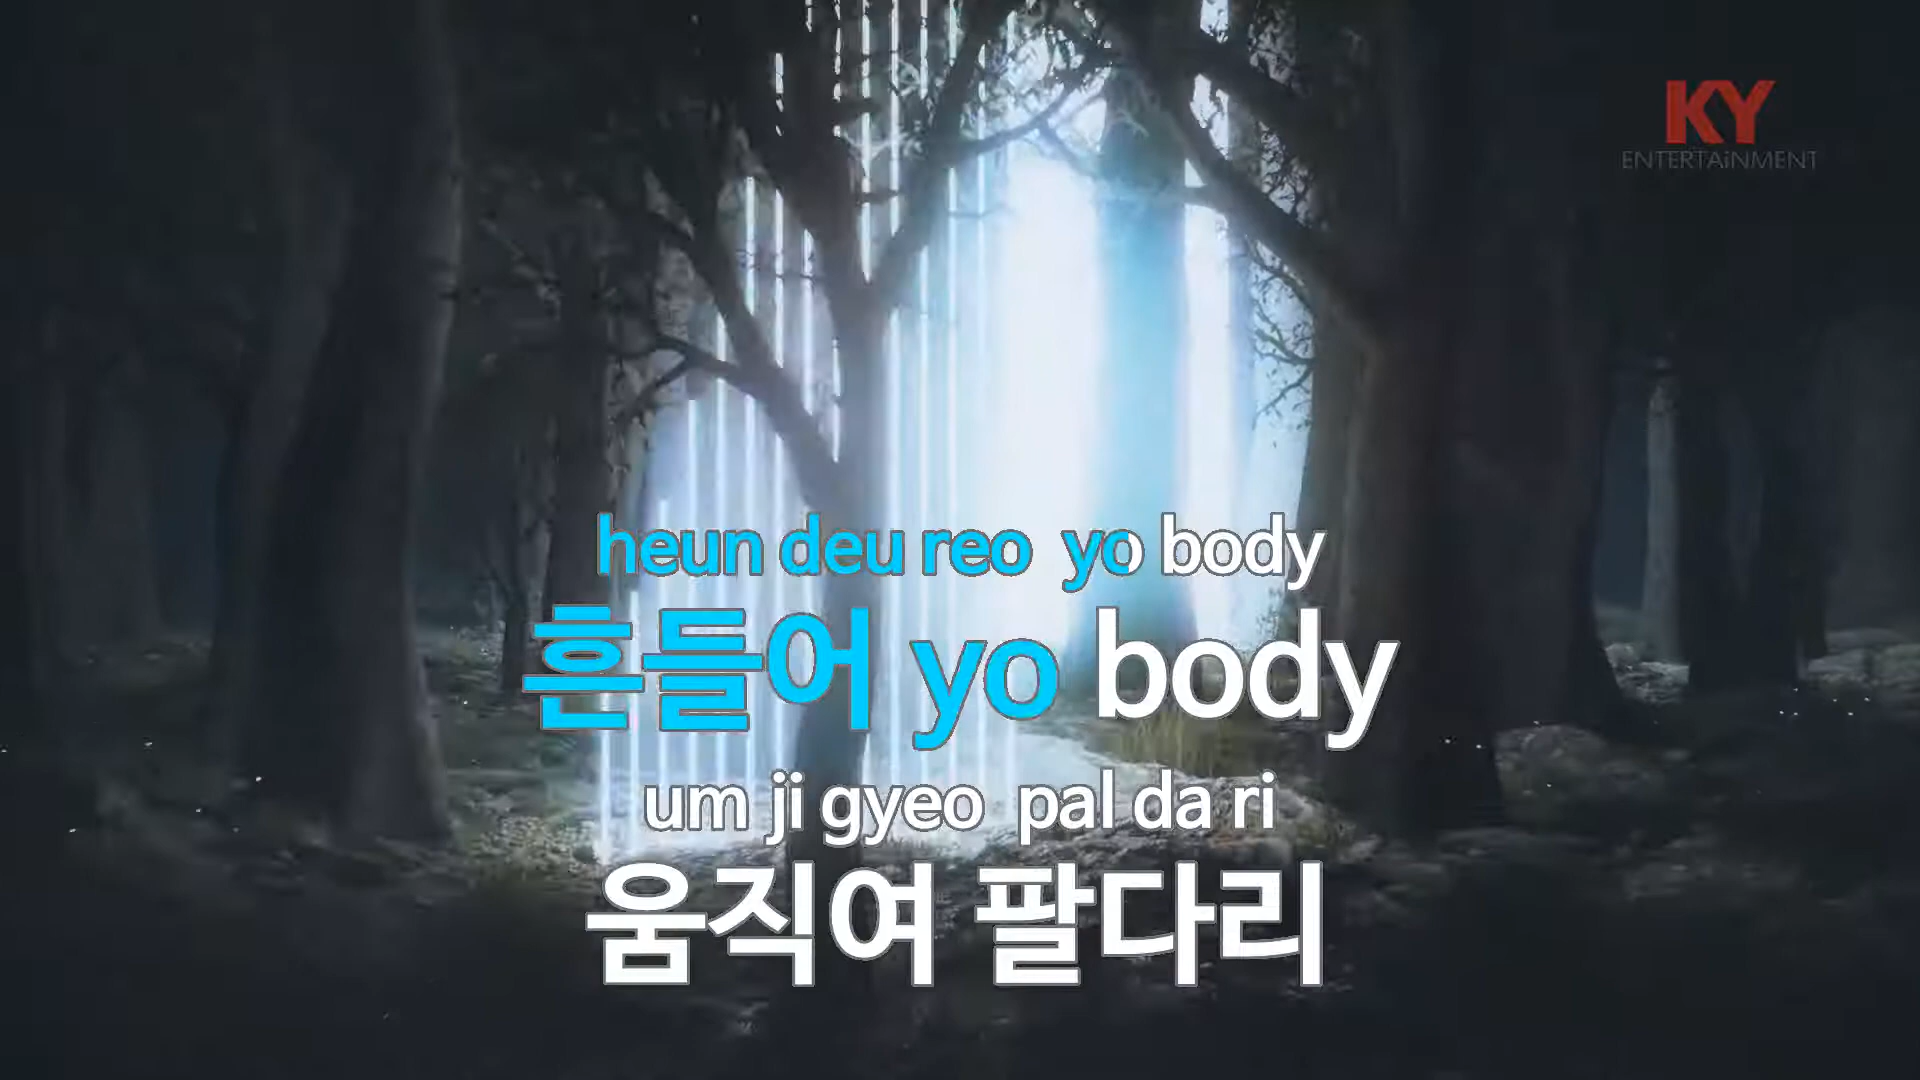 KY
ENTERTAiNMENT
heun deu reo yo body
흔들어 yo body
um ji gyeo pal da ri
움직여 팔다리